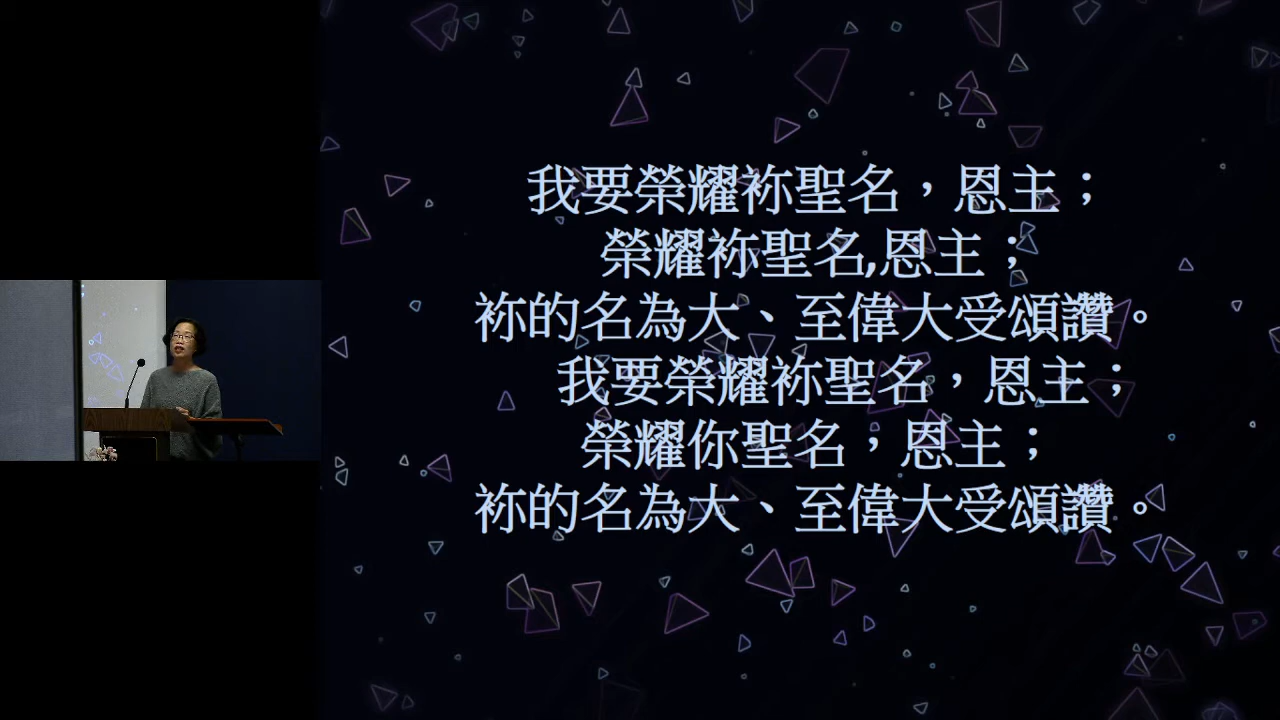 我要榮耀祢聖名，恩主；
榮耀祢聖名,恩主；
祢的名為大、至偉大受頌讚。
我要榮耀祢聖名，恩主；
榮耀你聖名，恩主；
祢的名為大、至偉大受頌讚。